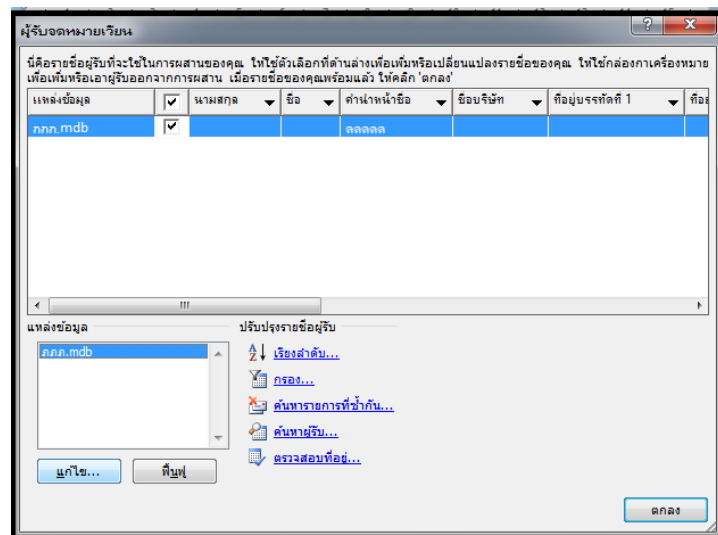 ผู้รับจดหมายเวียน
นี่คือรายชื่อผู้รับที่จะใช้ในการผสานของคุณ ให้ใช้ตัวเลือกที่ด้านล่างเพื่อเพิ่มหรือเปลี่ยนแปลงรายชื่อของคุณ ให้ใช้กล่องกาเครื่องหมาย
เพื่อเพิ่มหรือเอาผู้รับออกจากการผสาน เมื่อรายชื่อของคุณพร้อมแล้ว ให้คลิก 'ตกลง'
แหล่งข้อมูล นามสกุล ชื่อ คำนำหน้าชื่อ ชื่อบริษัท ที่อยู่บรรทัดที่ 1
ภภภ.mdb ดดดดด
แหล่งข้อมูล ปรับปรุงรายชื่อผู้รับ
ภภภ.mdb
เรียงลำดับ...
กรอง...
ค้นหารายการที่ซ้ำกัน...
ค้นหาผู้รับ...
ตรวจสอบที่อยู่...
แก้ไข... ฟื้นฟู
ตกลง